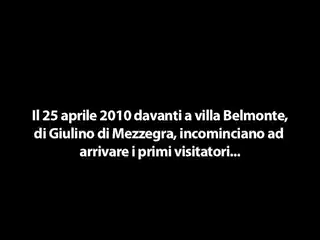 Il 25 aprile 2010 davanti a villa Belmonte,
di Giulino di Mezzegra, incominciano ad
arrivare i primi visitatori...